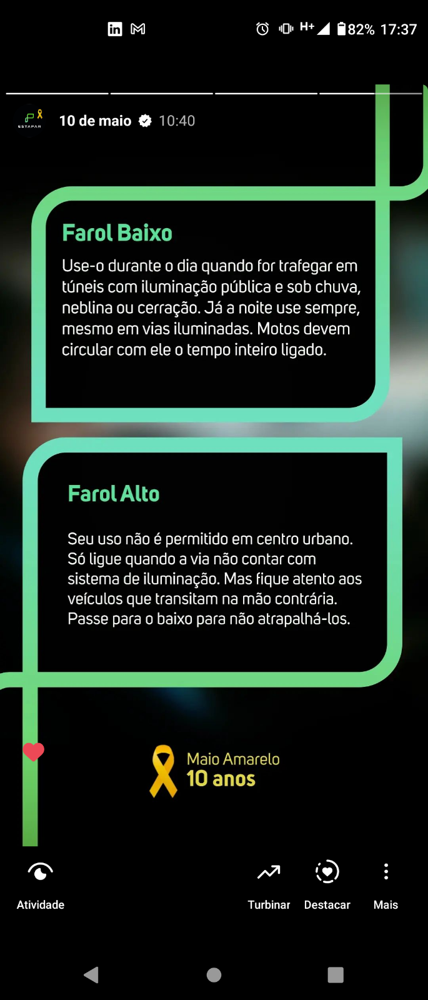 82% 17:37
10 de maio 10:40
ESTAPAR
Farol Baixo
Use-o durante o dia quando for trafegar em
túneis com iluminação pública e sob chuva,
neblina ou cerração. Já a noite use sempre,
mesmo em vias iluminadas. Motos devem
circular com ele o tempo inteiro ligado.
Farol Alto
Seu uso não é permitido em centro urbano.
Só ligue quando a via não contar com
sistema de iluminação. Mas fique atento aos
veículos que transitam na mão contrária.
Passe para o baixo para não atrapalhá-los.
Maio Amarelo
10 anos
Atividade Turbinar Destacar Mais